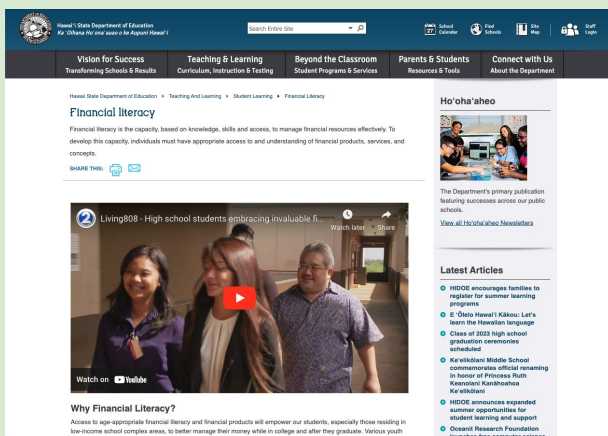 Hawaiʻi State Department of Education
Search Entire Site
School Calendar
27
Find Schools
Site Map
Staff Login
Vision for Success
Transforming Schools & Results
Teaching & Learning
Curriculum, Instruction & Testing
Beyond the Classroom
Student Programs & Services
Parents & Students
Resources & Tools
Connect with Us
About the Department
Hawaii State Department of Education
Teaching And Learning
Student Learning
Financial Literacy
Financial literacy
Financial literacy is the capacity, based on knowledge, skills and access, to manage financial resources effectively. To
develop this capacity, individuals must have appropriate access to and understanding of financial products, services, and
concepts.
SHARE THIS:
2 Living808 - High school students embracing invaluable fi...
Watch later
Share
Watch on YouTube
Why Financial Literacy?
Access to age-appropriate financial literacy and financial products will empower our students, especially those residing in
low-income school complex areas, to better manage their money while in college and after they graduate. Various youth
Hoʻohaʻaheo
The Department's primary publication
featuring successes across our public
schools.
View all Hoʻohaʻaheo Newsletters
Latest Articles
HIDOE encourages families to
register for summer learning
programs
E ʻŌlelo Hawaiʻi Kākou: Let's
learn the Hawaiian language
Class of 2023 high school
graduation ceremonies
scheduled
Keʻelikōlani Middle School
commemorates official renaming
in honor of Princess Ruth
Keanolani Kanāhoahoa
Keʻelikōlani
HIDOE announces expanded
summer opportunities for
student learning and support
Oceanit Research Foundation